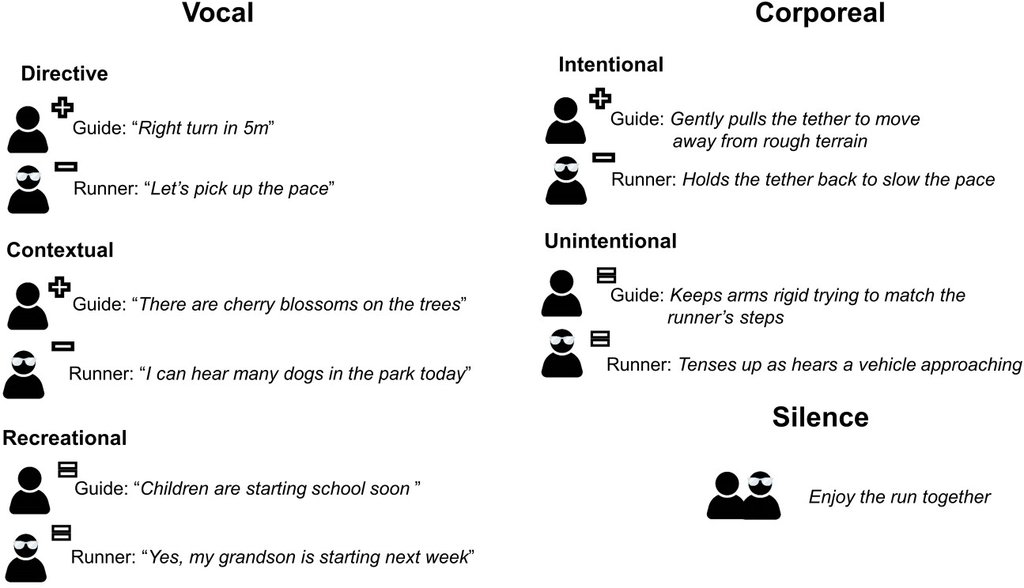 Vocal
Directive
Guide: “Right turn in 5m”
Runner: “Let’s pick up the pace”
Contextual
Guide: “There are cherry blossoms on the trees”
Runner: “I can hear many dogs in the park today”
Recreational
Guide: “Children are starting school soon ”
Runner: “Yes, my grandson is starting next week”
Corporeal
Intentional
Guide: Gently pulls the tether to move
away from rough terrain
Runner: Holds the tether back to slow the pace
Unintentional
Guide: Keeps arms rigid trying to match the
runner’s steps
Runner: Tenses up as hears a vehicle approaching
Silence
Enjoy the run together